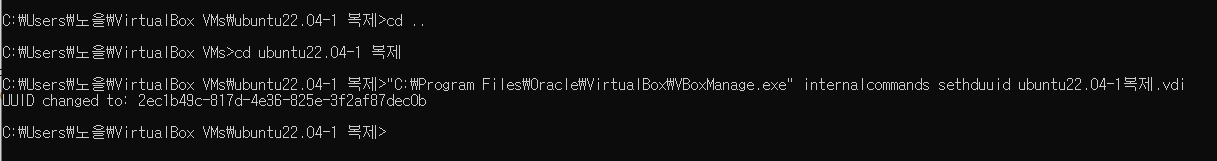 C:₩Users₩노을₩VirtualBox VMs₩ubuntu22.04-1 복제>cd ..
C:₩Users₩노을₩VirtualBox VMs>cd ubuntu22.04-1 복제
C:₩Users₩노을₩VirtualBox VMs₩ubuntu22.04-1 복제>"C:₩Program Files₩Oracle₩VirtualBox₩VBoxManage.exe" internalcommands sethduuid ubuntu22.04-1복제.vdi
UUID changed to: 2ec1b49c-817d-4e36-825e-3f2af87dec0b
C:₩Users₩노을₩VirtualBox VMs₩ubuntu22.04-1 복제>